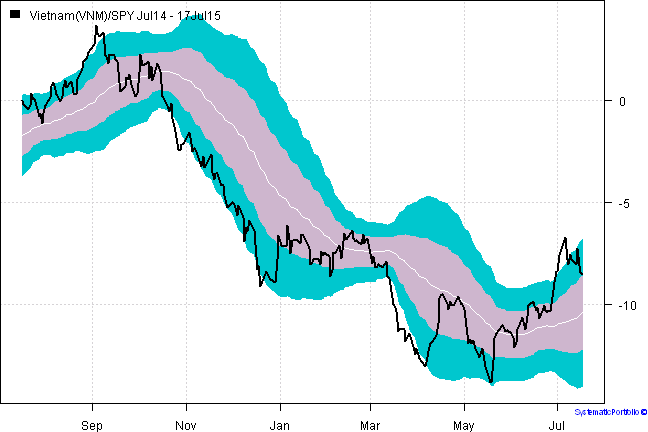 Vietnam(VNM)/SPY Jul14 - 17Jul15
0
-5
-10
Sep Nov Jan Mar May Jul
SystematicPortfolio ©